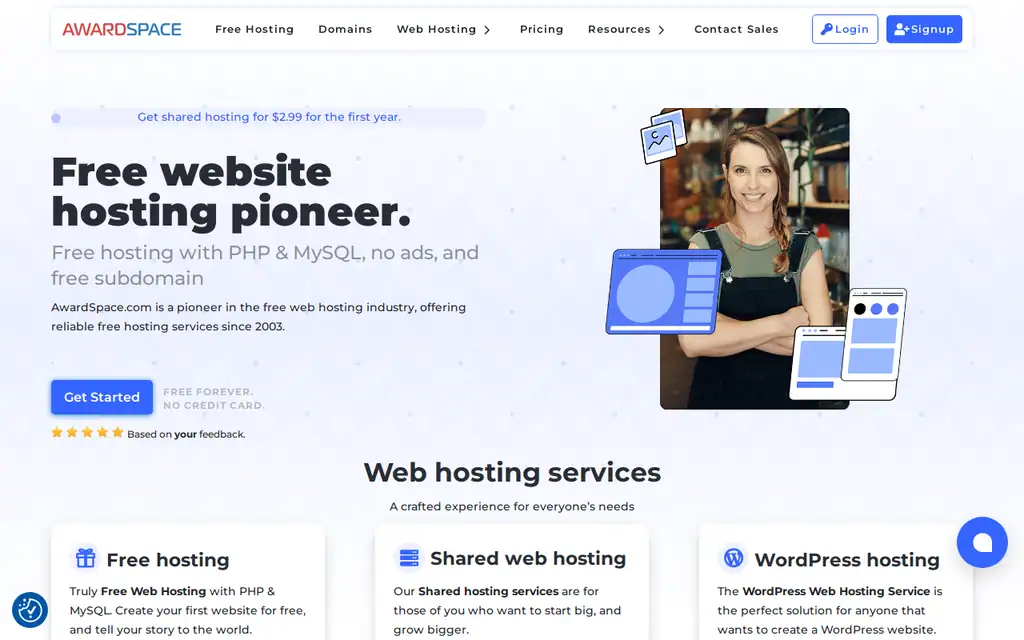 AWARDSPACE
Free Hosting
Domains
Web Hosting
Pricing
Resources
Contact Sales
Login
Signup
Get shared hosting for $2.99 for the first year.
Free website
hosting pioneer.
Free hosting with PHP & MySQL, no ads, and
free subdomain
AwardSpace.com is a pioneer in the free web hosting industry, offering
reliable free hosting services since 2003.
Get Started
FREE FOREVER.
NO CREDIT CARD.
Based on your feedback.
Web hosting services
A crafted experience for everyone's needs
Free hosting
Truly Free Web Hosting with PHP &
MySQL. Create your first website for free,
and tell your story to the world.
Shared web hosting
Our Shared hosting services are for
those of you who want to start big, and
grow bigger.
WordPress hosting
The WordPress Web Hosting Service is
the perfect solution for anyone that
wants to create a WordPress website.